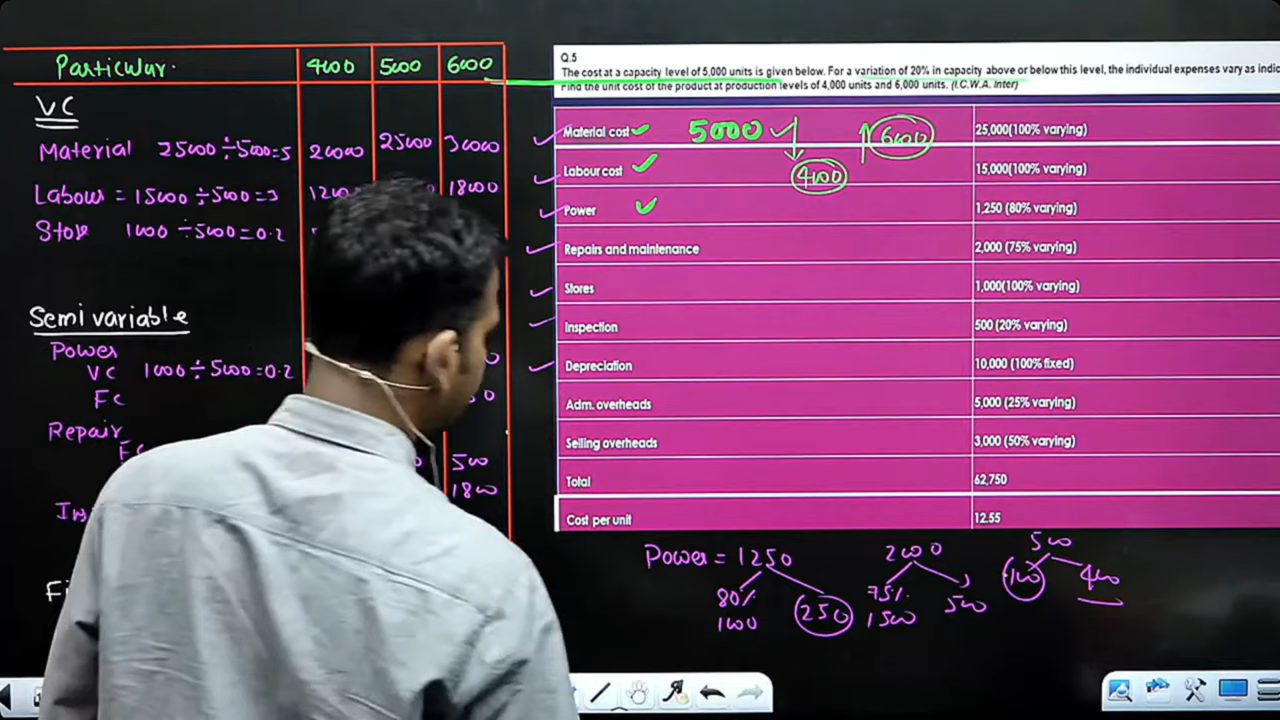 Particular. 4000 5000 6000
VC
Material 25000 ÷ 5000 = 5 20000 25000 30000
Labour = 15000 ÷ 5000 = 3 18000
Store 1000 ÷ 5000 = 0.2
Semi variable
Power
VC 1000 ÷ 5000 = 0.2
FC
Repair
500
1800
Q.5
The cost at a capacity level of 5,000 units is given below. For a variation of 20% in capacity above or below this level, the individual expenses vary as
Find the unit cost of the product at production levels of 4,000 units and 6,000 units. (I.C.W.A. Inter)
Material cost 5000 6000 25,000(100% varying)
Labour cost 4000 15,000(100% varying)
Power 1,250 (80% varying)
Repairs and maintenance 2,000 (75% varying)
Stores 1,000(100% varying)
Inspection 500 (20% varying)
Depreciation 10,000 (100% fixed)
Adm. overheads 5,000 (25% varying)
Selling overheads 3,000 (50% varying)
Total 62,750
Cost per unit 12.55
Power = 1250 2000 500
80% 250 75% 500 100 400
1000 1500